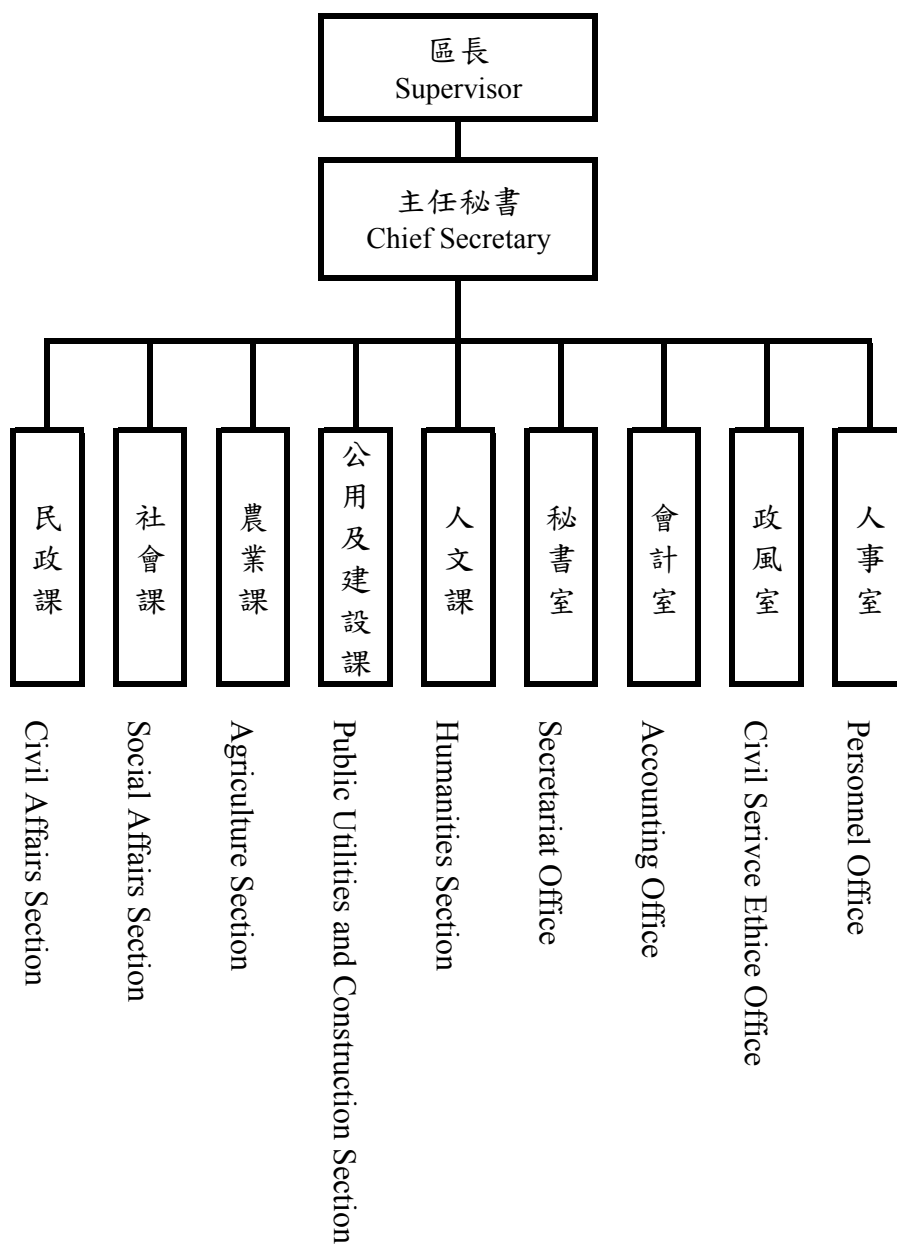 區長
Supervisor
主任秘書
Chief Secretary
民政課
社會課
農業課
公用及建設課
人文課
秘書室
會計室
政風室
人事室
Civil Affairs Section
Social Affairs Section
Agriculture Section
Public Utilities and Construction Section
Humanities Section
Secretariat Office
Accounting Office
Civil Serivce Ethice Office
Personnel Office